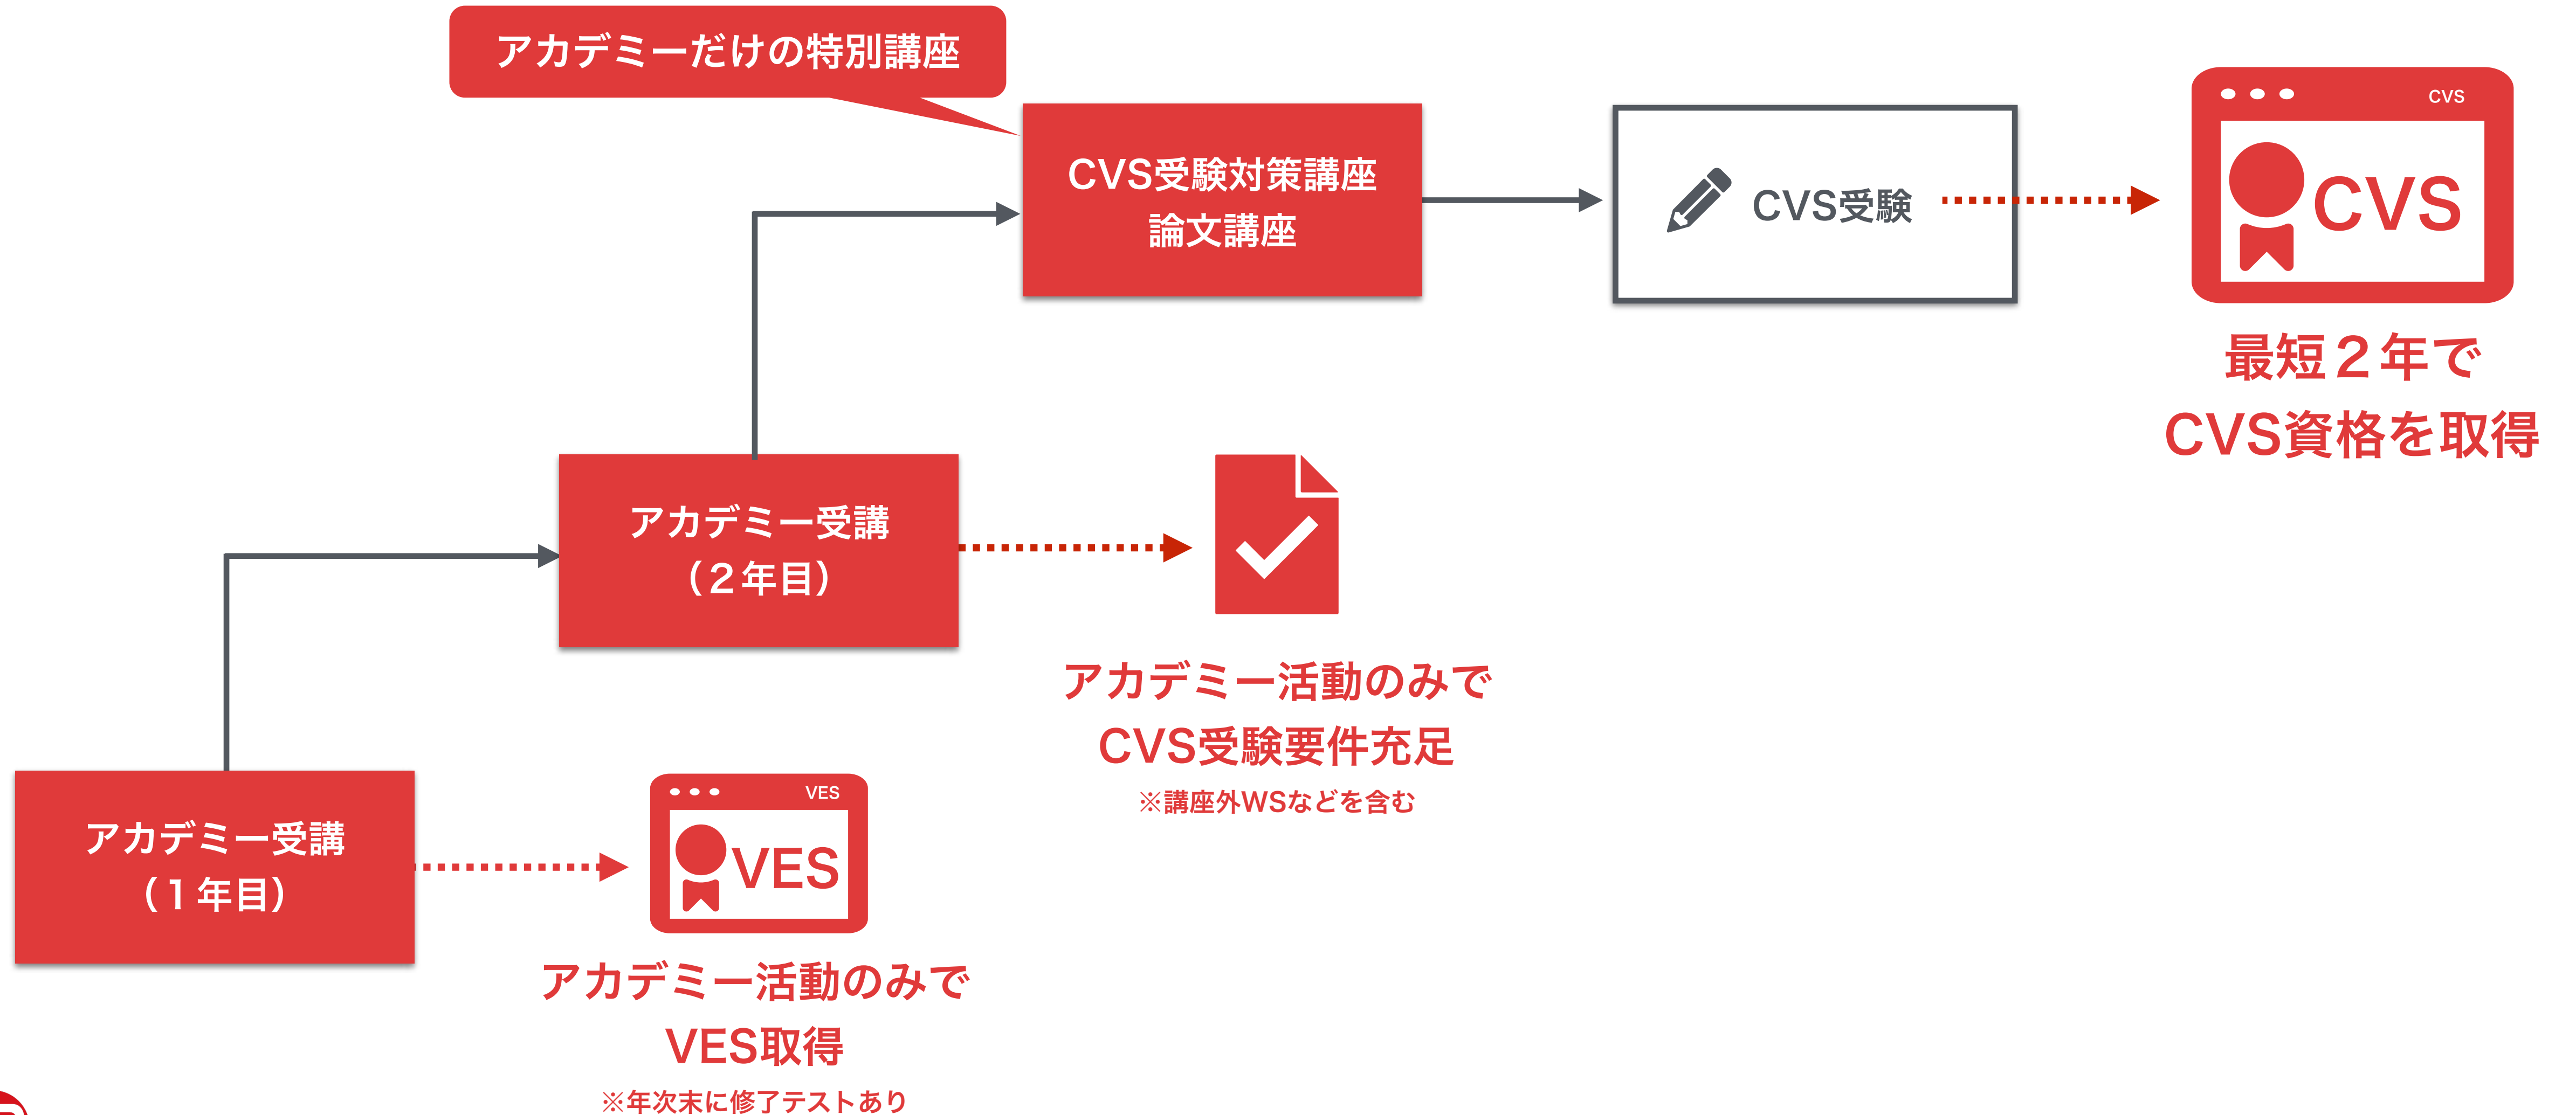 アカデミーだけの特別講座
CVS受験対策講座
論文講座
CVS受験
CVS
CVS
最短２年で
CVS資格を取得
アカデミー受講
（２年目）
アカデミー活動のみで
CVS受験要件充足
※講座外WSなどを含む
アカデミー受講
（１年目）
VES
VES
アカデミー活動のみで
VES取得
※年次末に修了テストあり